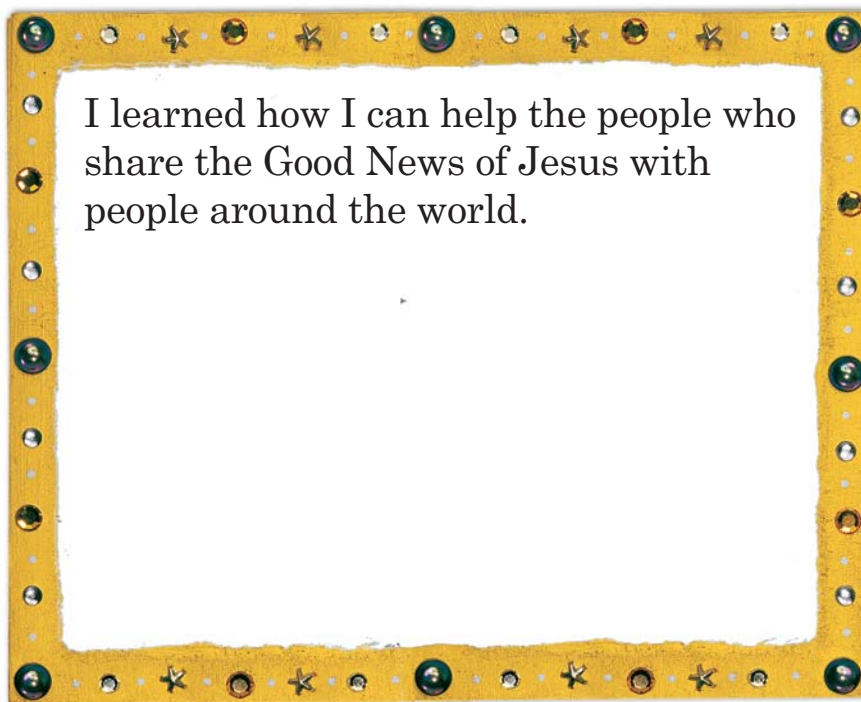 I learned how I can help the people who
share the Good News of Jesus with
people around the world.